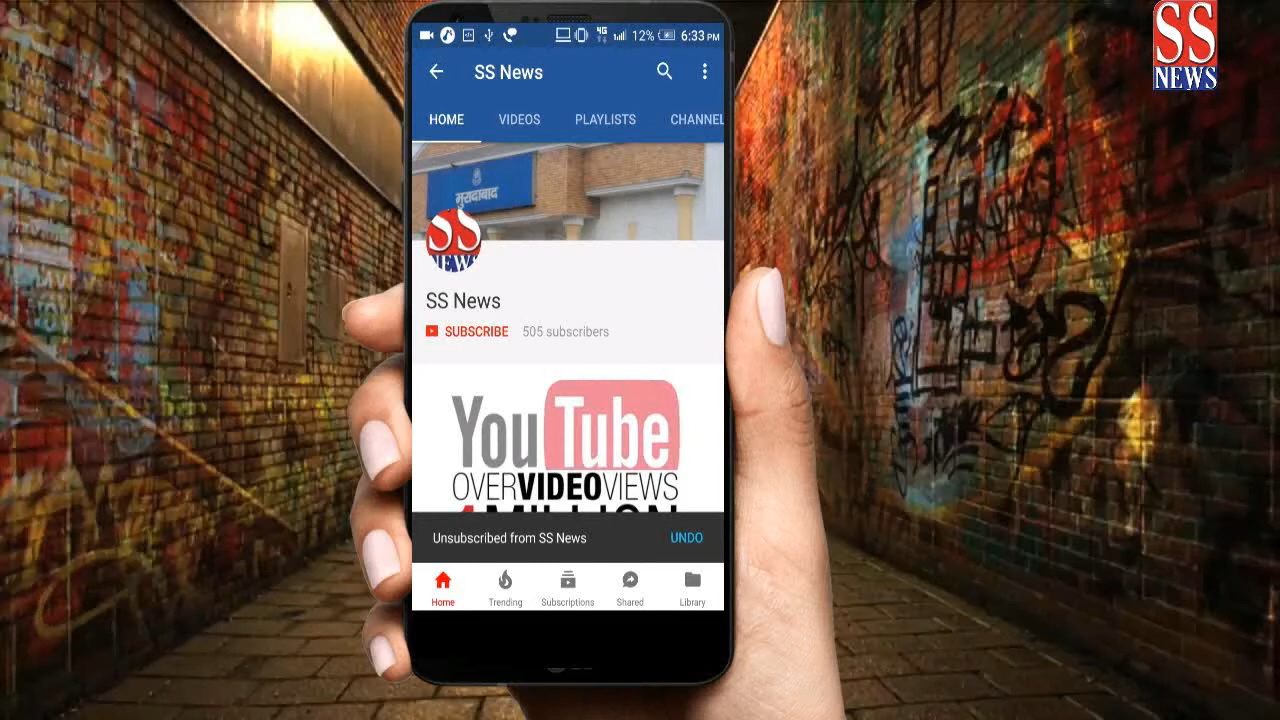 12% 6:33 PM
SS News
HOME VIDEOS PLAYLISTS CHANNEL
मुरादाबाद
SS
NEWS
SS News
SUBSCRIBE 505 subscribers
YouTube
OVERVIDEOVIEWS
MILLION
Unsubscribed from SS News UNDO
Home Trending Subscriptions Shared Library
SS
NEWS